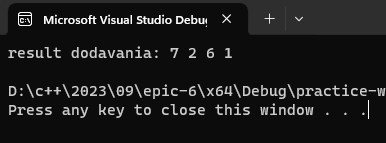 Microsoft Visual Studio Debug
result dodavania: 7 2 6 1
D:\c++\2023\09\epic-6\x64\Debug\practice-w
Press any key to close this window . . .